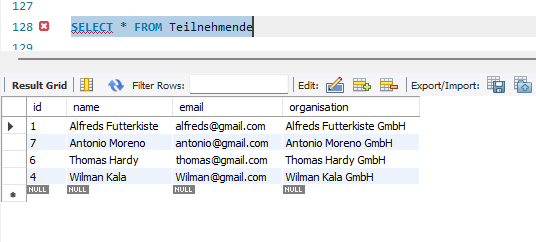 127
128 SELECT * FROM Teilnehmende
129
Result Grid Filter Rows: Edit: Export/Import:
id name email organisation
1 Alfreds Futterkiste alfreds@gmail.com Alfreds Futterkiste GmbH
7 Antonio Moreno antonio@gmail.com Antonio Moreno GmbH
6 Thomas Hardy thomas@gmail.com Thomas Hardy GmbH
4 Wilman Kala Wilman@gmail.com Wilman Kala GmbH
NULL NULL NULL NULL